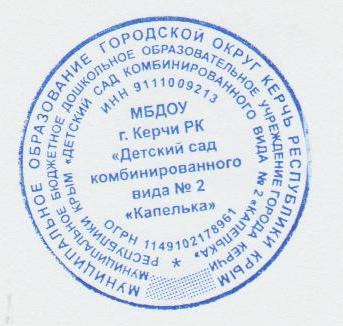 МУНИЦИПАЛЬНОЕ ОБРАЗОВАНИЕ ГОРОДСКОЙ ОКРУГ КЕРЧЬ РЕСПУБЛИКИ КРЫМ
МУНИЦИПАЛЬНОЕ БЮДЖЕТНОЕ ДОШКОЛЬНОЕ ОБРАЗОВАТЕЛЬНОЕ УЧРЕЖДЕНИЕ ГОРОДА КЕРЧИ
РЕСПУБЛИКИ КРЫМ «ДЕТСКИЙ САД КОМБИНИРОВАННОГО ВИДА № 2 «КАПЕЛЬКА»
ИНН 9111009213
МБДОУ
г. Керчи РК
«Детский сад
комбинированного
вида № 2
«Капелька»
ОГРН 1149102178961